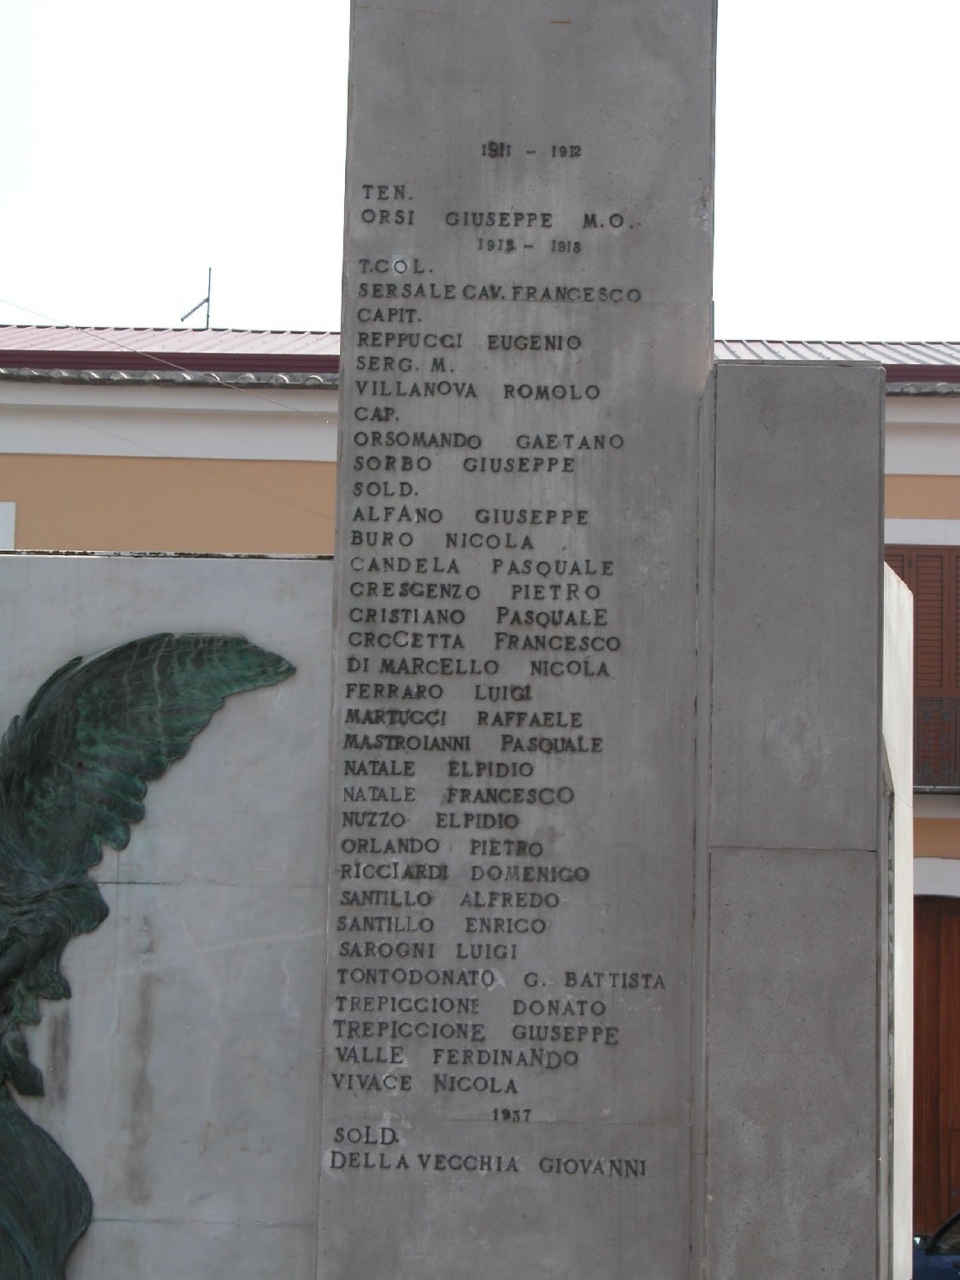 1911 - 1912
TEN.
ORSI GIUSEPPE M.O.
1915 - 1918
T.COL.
SERSALE CAV. FRANCESCO
CAPIT.
REPPUCCI EUGENIO
SERG. M.
VILLANOVA ROMOLO
CAP.
ORSOMANDO GAETANO
SORBO GIUSEPPE
SOLD.
ALFANO GIUSEPPE
BURO NICOLA
CANDELA PASQUALE
CRESCENZO PIETRO
CRISTIANO PASQUALE
CROCETTA FRANCESCO
DI MARCELLO NICOLA
FERRARO LUIGI
MARTUCCI RAFFAELE
MASTROIANNI PASQUALE
NATALE ELPIDIO
NATALE FRANCESCO
NUZZO ELPIDIO
ORLANDO PIETRO
RICCIARDI DOMENICO
SANTILLO ALFREDO
SANTILLO ENRICO
SAROGNI LUIGI
TONTODONATO G. BATTISTA
TREPICCIONE DONATO
TREPICCIONE GIUSEPPE
VALLE FERDINANDO
VIVACE NICOLA
1937
SOLD.
DELLA VECCHIA GIOVANNI